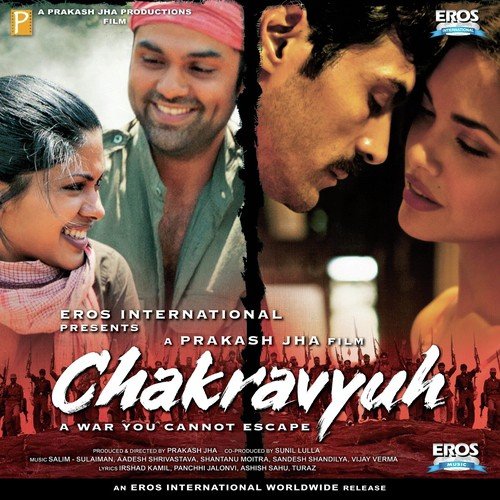 P
A PRAKASH JHA PRODUCTIONS
FILM
EROS
INTERNATIONAL
EROS INTERNATIONAL
PRESENTS
A PRAKASH JHA FILM
Chakravyuh
A WAR YOU CANNOT ESCAPE
PRODUCED & DIRECTED BY PRAKASH JHA CO-PRODUCED BY SUNIL LULLA
MUSIC SALIM - SULAIMAN, AADESH SHRIVASTAVA, SHANTANU MOITRA, SANDESH SHANDILYA, VIJAY VERMA
LYRICS IRSHAD KAMIL, PANCHHI JALONVI, ASHISH SAHU, TURAZ
EROS
MUSIC
AN EROS INTERNATIONAL WORLDWIDE RELEASE